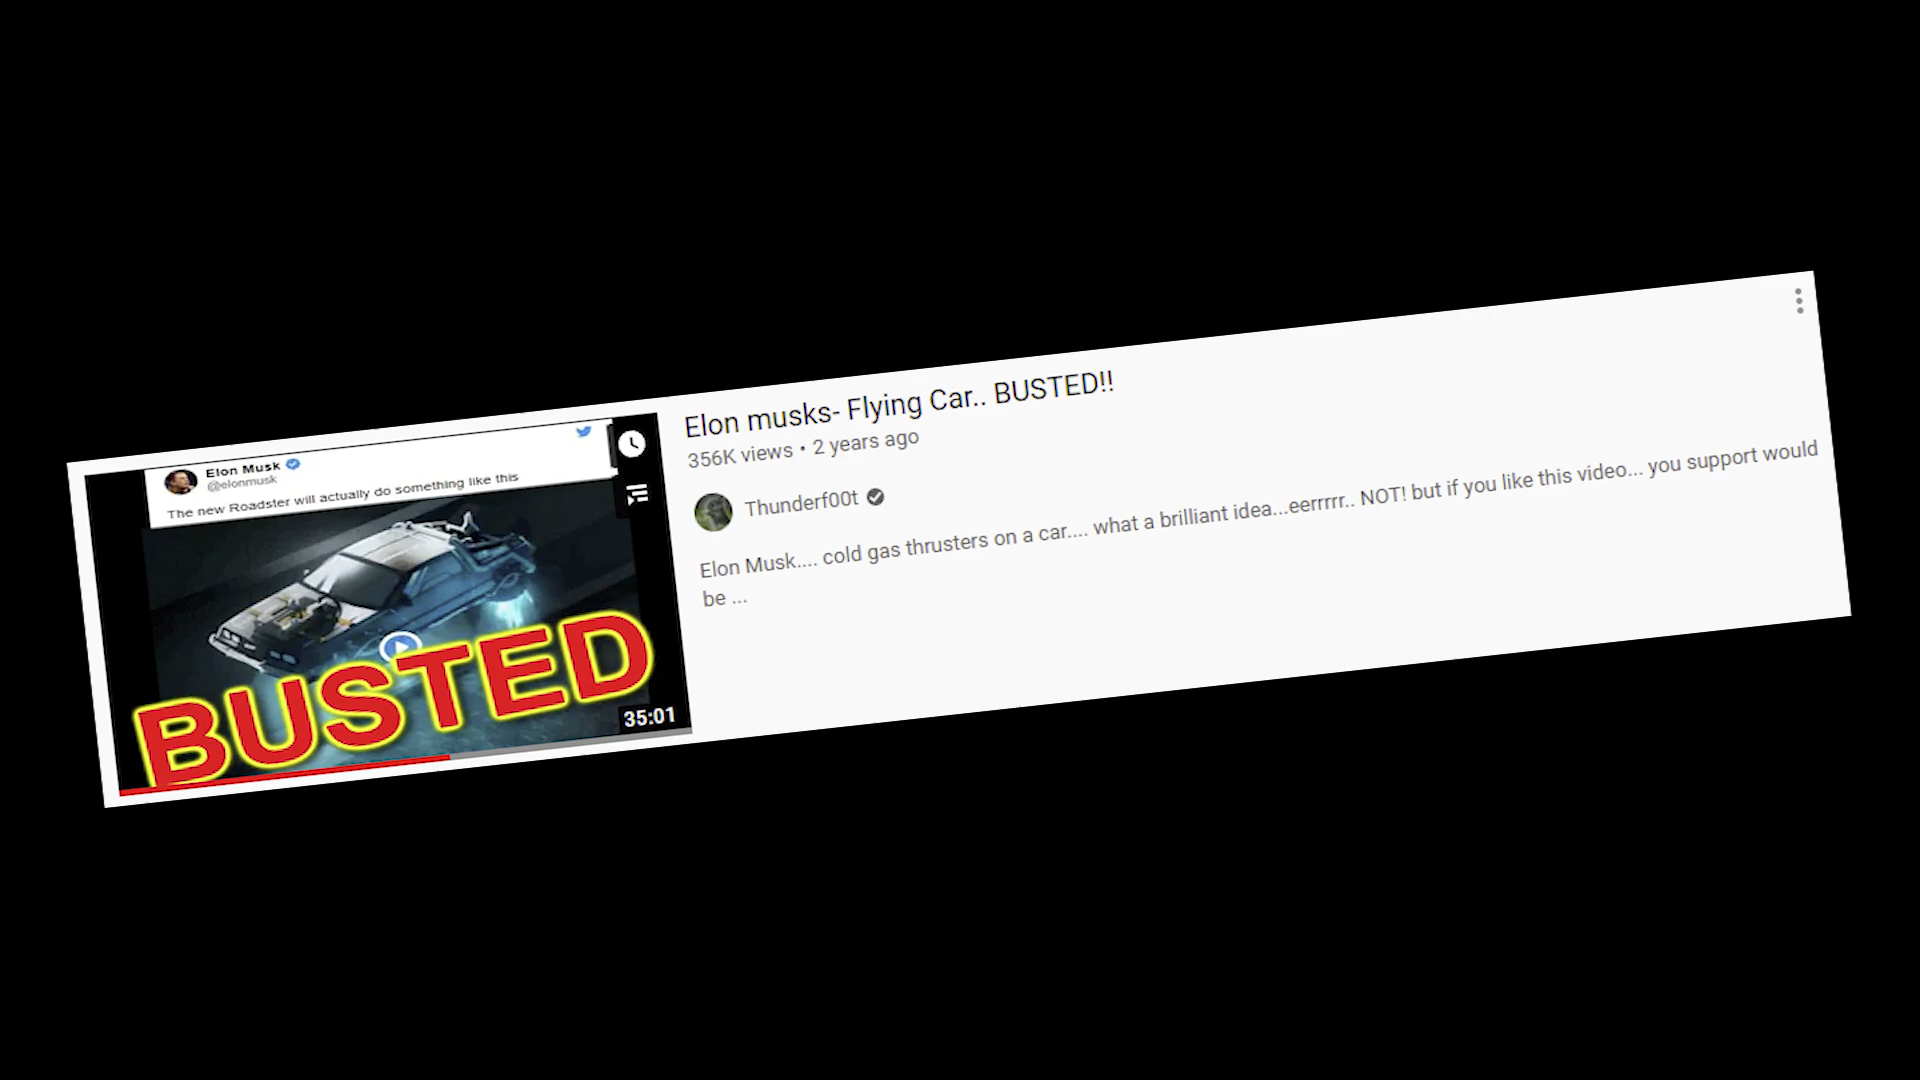 Elon Musk
@elonmusk
The new Roadster will actually do something like this
BUSTED
35:01
Elon musks- Flying Car.. BUSTED!!
356K views • 2 years ago
Thunderf00t
Elon Musk.... cold gas thrusters on a car.... what a brilliant idea...eerrrrr.. NOT! but if you like this video... you support would
be ...